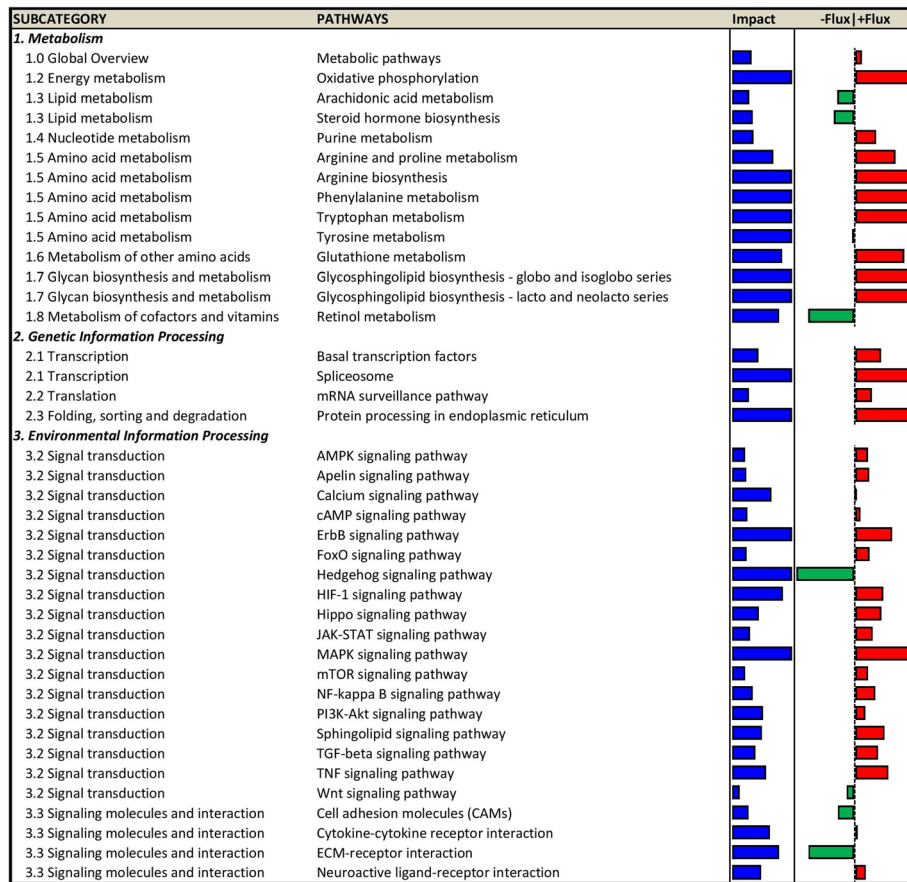 SUBCATEGORY PATHWAYS Impact -Flux|+Flux
1. Metabolism
1.0 Global Overview Metabolic pathways
1.2 Energy metabolism Oxidative phosphorylation
1.3 Lipid metabolism Arachidonic acid metabolism
1.3 Lipid metabolism Steroid hormone biosynthesis
1.4 Nucleotide metabolism Purine metabolism
1.5 Amino acid metabolism Arginine and proline metabolism
1.5 Amino acid metabolism Arginine biosynthesis
1.5 Amino acid metabolism Phenylalanine metabolism
1.5 Amino acid metabolism Tryptophan metabolism
1.5 Amino acid metabolism Tyrosine metabolism
1.6 Metabolism of other amino acids Glutathione metabolism
1.7 Glycan biosynthesis and metabolism Glycosphingolipid biosynthesis - globo and isoglobo series
1.7 Glycan biosynthesis and metabolism Glycosphingolipid biosynthesis - lacto and neolacto series
1.8 Metabolism of cofactors and vitamins Retinol metabolism
2. Genetic Information Processing
2.1 Transcription Basal transcription factors
2.1 Transcription Spliceosome
2.2 Translation mRNA surveillance pathway
2.3 Folding, sorting and degradation Protein processing in endoplasmic reticulum
3. Environmental Information Processing
3.2 Signal transduction AMPK signaling pathway
3.2 Signal transduction Apelin signaling pathway
3.2 Signal transduction Calcium signaling pathway
3.2 Signal transduction cAMP signaling pathway
3.2 Signal transduction ErbB signaling pathway
3.2 Signal transduction FoxO signaling pathway
3.2 Signal transduction Hedgehog signaling pathway
3.2 Signal transduction HIF-1 signaling pathway
3.2 Signal transduction Hippo signaling pathway
3.2 Signal transduction JAK-STAT signaling pathway
3.2 Signal transduction MAPK signaling pathway
3.2 Signal transduction mTOR signaling pathway
3.2 Signal transduction NF-kappa B signaling pathway
3.2 Signal transduction PI3K-Akt signaling pathway
3.2 Signal transduction Sphingolipid signaling pathway
3.2 Signal transduction TGF-beta signaling pathway
3.2 Signal transduction TNF signaling pathway
3.2 Signal transduction Wnt signaling pathway
3.3 Signaling molecules and interaction Cell adhesion molecules (CAMs)
3.3 Signaling molecules and interaction Cytokine-cytokine receptor interaction
3.3 Signaling molecules and interaction ECM-receptor interaction
3.3 Signaling molecules and interaction Neuroactive ligand-receptor interaction